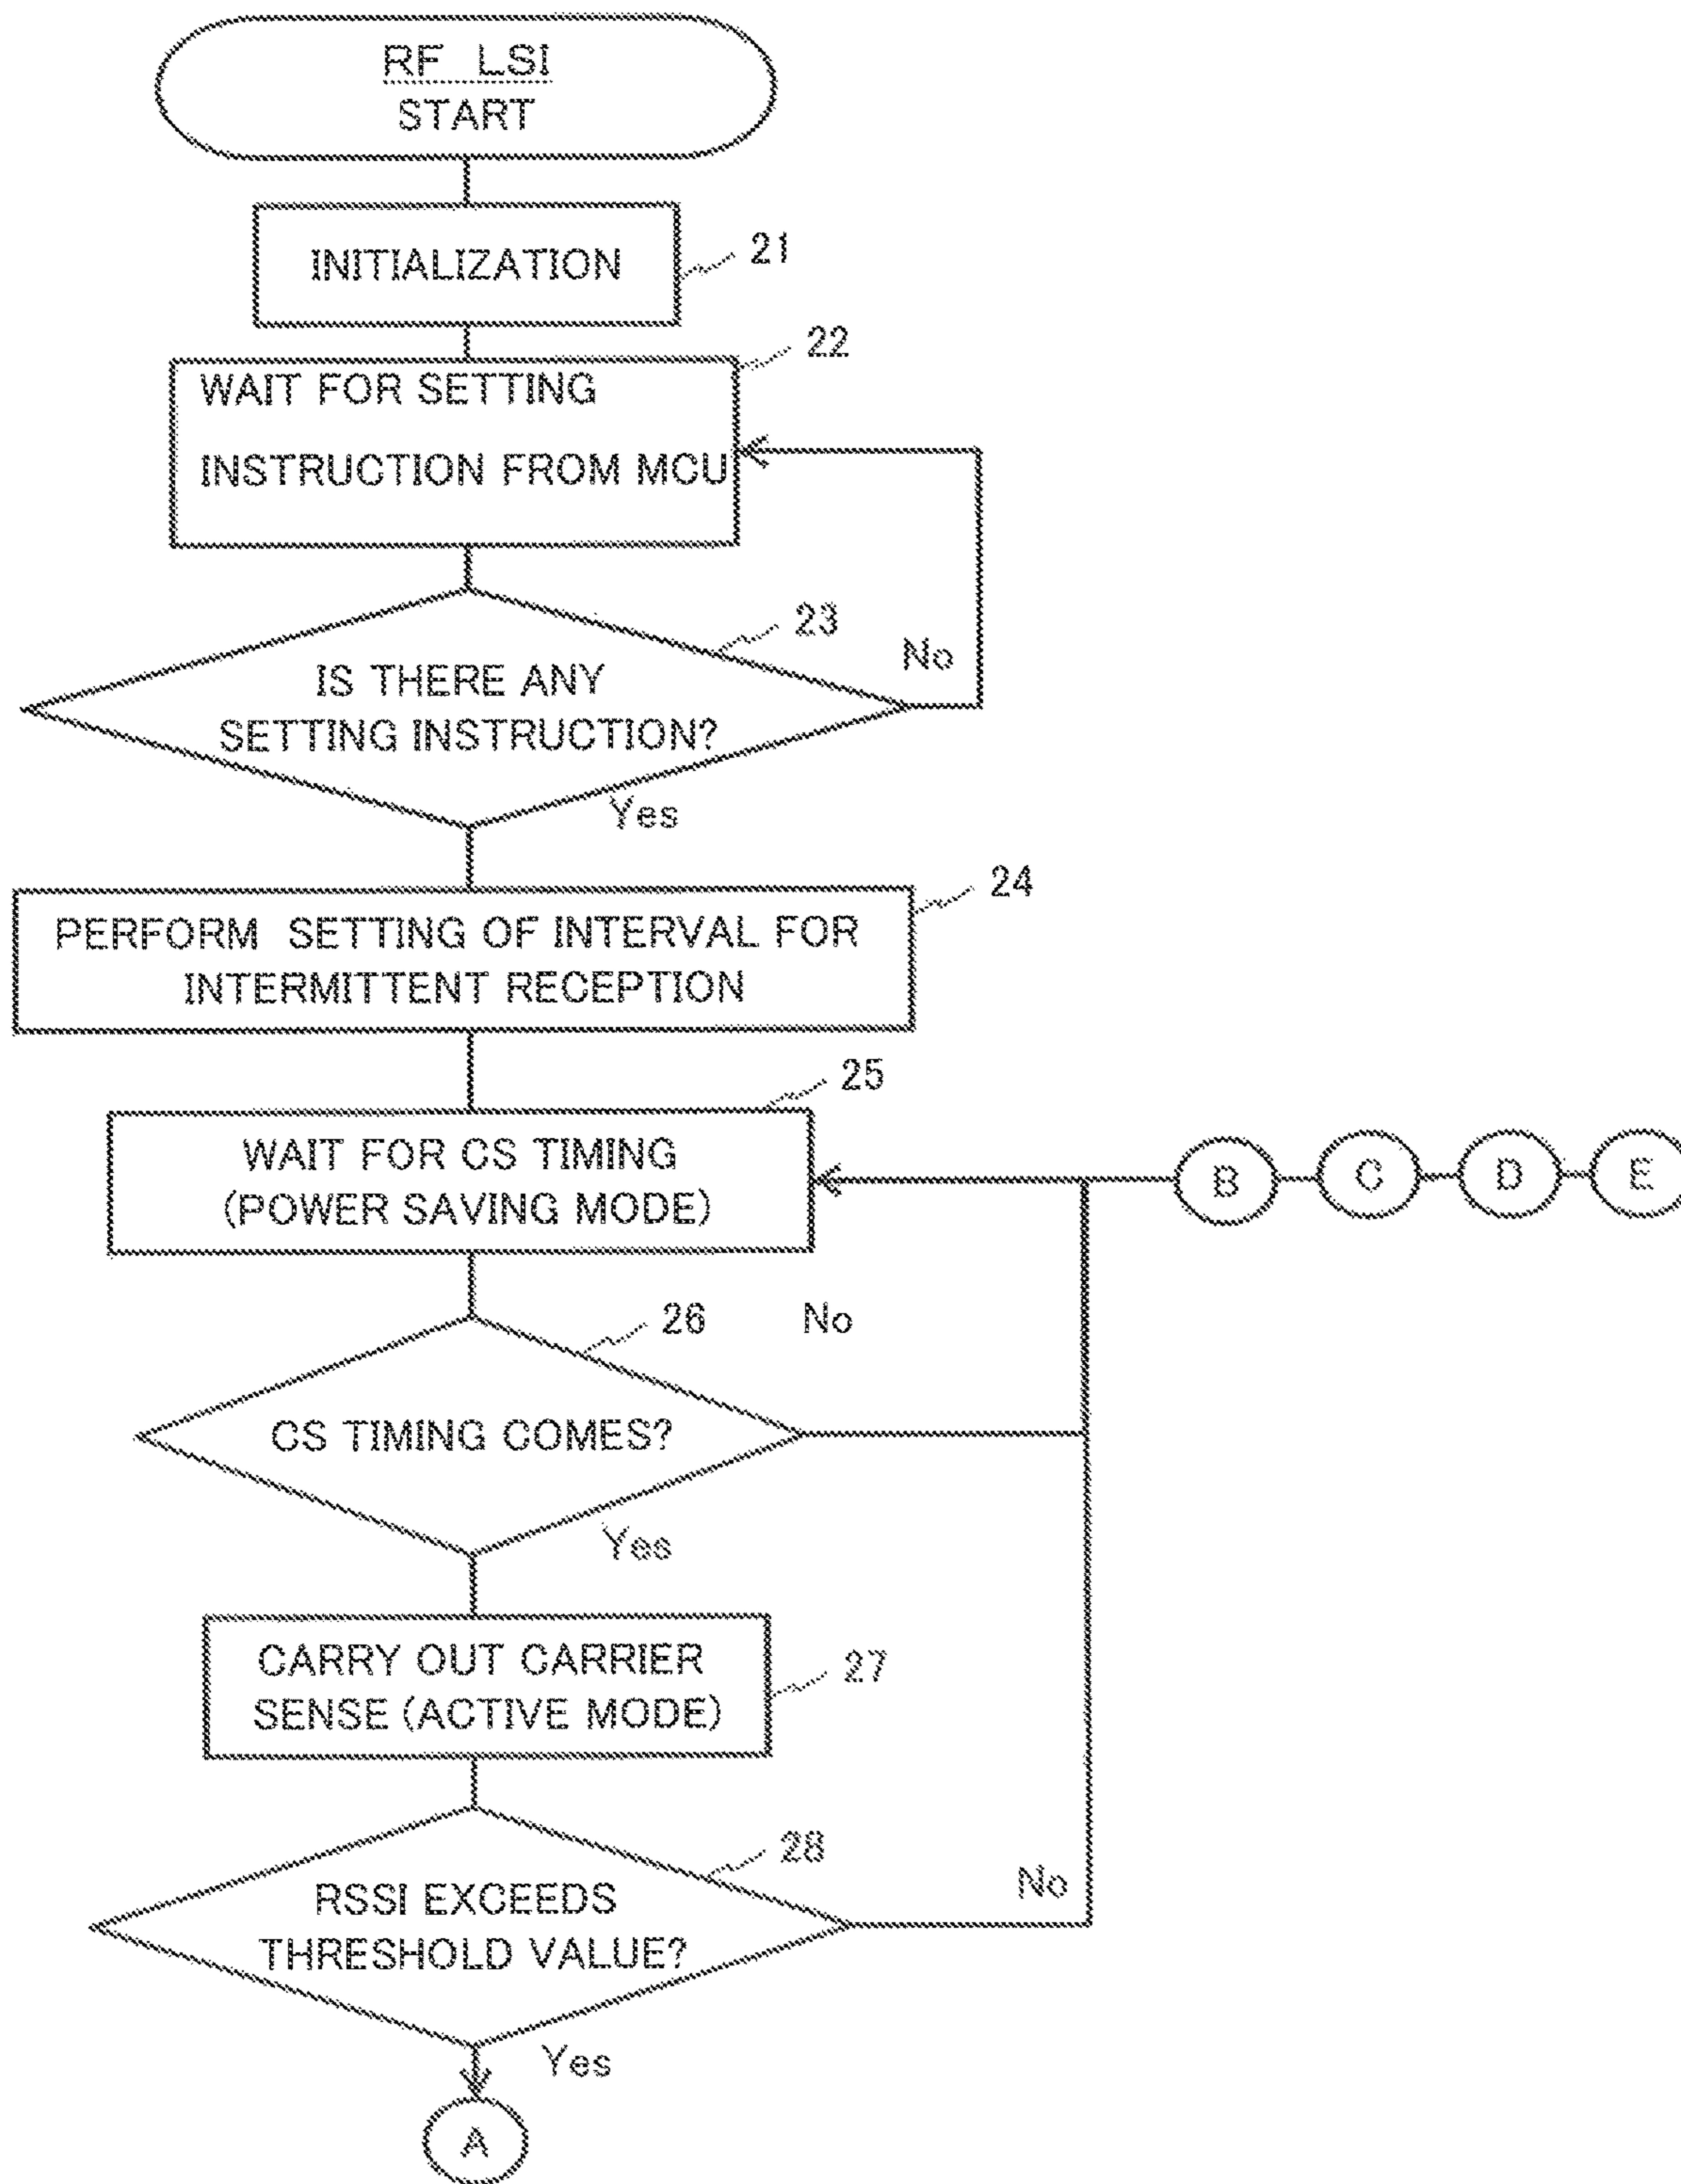 RF LSI
START
INITIALIZATION
21
22
WAIT FOR SETTING
INSTRUCTION FROM MCU
23
No
IS THERE ANY
SETTING INSTRUCTION?
Yes
24
PERFORM SETTING OF INTERVAL FOR
INTERMITTENT RECEPTION
25
WAIT FOR CS TIMING
(POWER SAVING MODE)
B
C
D
E
26
No
CS TIMING COMES?
Yes
CARRY OUT CARRIER
SENSE (ACTIVE MODE)
27
28
No
RSSI EXCEEDS
THRESHOLD VALUE?
Yes
A